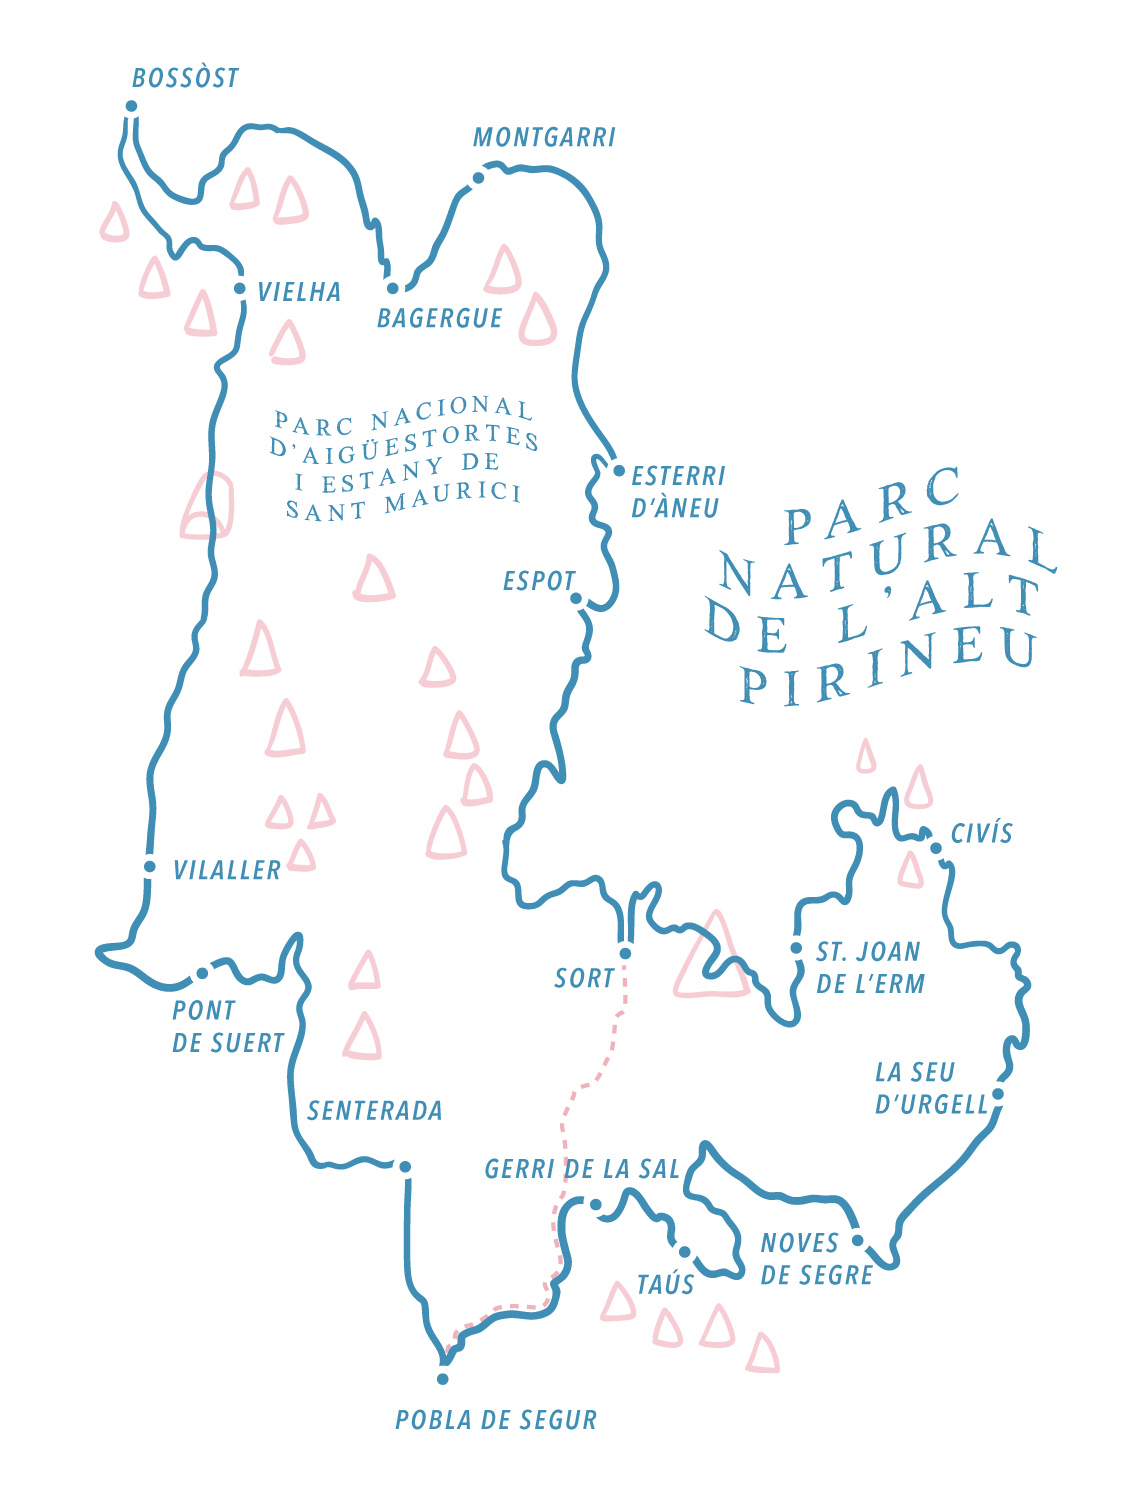 BOSSÒST
MONTGARRI
VIELHA
BAGERGUE
PARC NACIONAL
D'AIGÜESTORTES
I ESTANY DE
SANT MAURICI
ESTERRI
D'ÀNEU
PARC
NATURAL
DE L'ALT
PIRINEU
ESPOT
CIVÍS
VILALLER
ST. JOAN
DE L'ERM
SORT
PONT
DE SUERT
LA SEU
D'URGELL
SENTERADA
GERRI DE LA SAL
NOVES
DE SEGRE
TAÚS
POBLA DE SEGUR